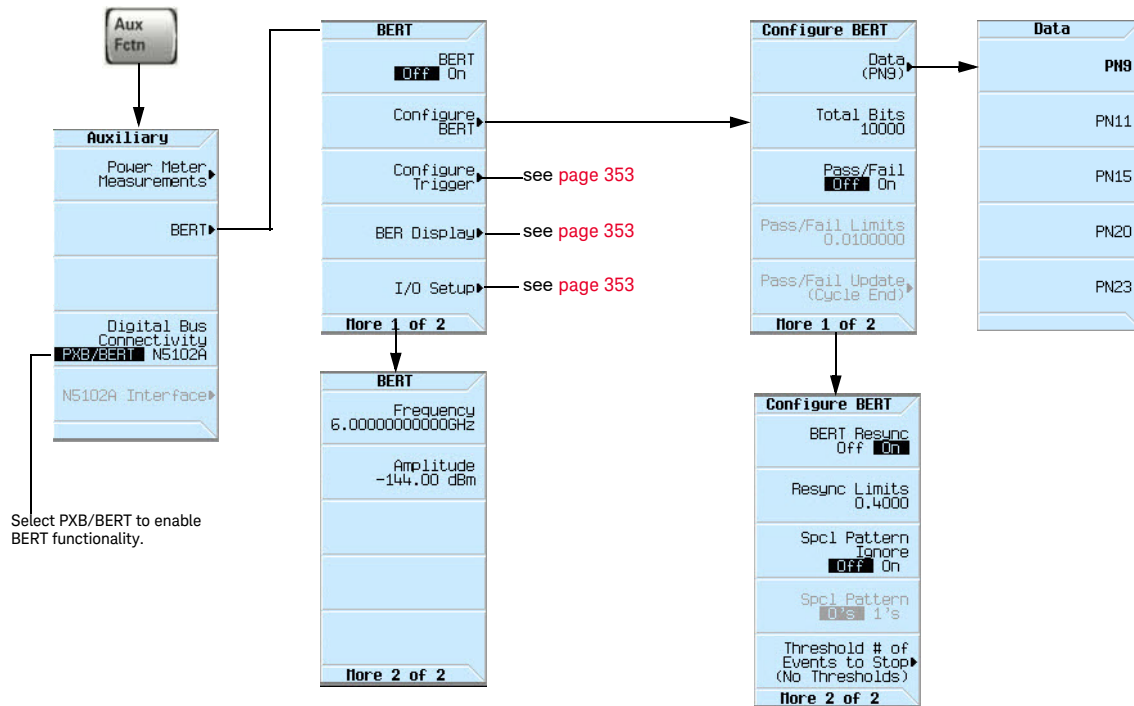 Aux
Fctn
Auxiliary
Power Meter
Measurements
BERT
Digital Bus
Connectivity
PXB/BERT N5102A
N5102A Interface
Select PXB/BERT to enable
BERT functionality.
BERT
BERT
Off On
Configure
BERT
Configure
Trigger
see page 353
BER Display
see page 353
I/O Setup
see page 353
More 1 of 2
BERT
Frequency
6.00000000000GHz
Amplitude
-144.00 dBm
More 2 of 2
Configure BERT
Data
(PN9)
Total Bits
10000
Pass/Fail
Off On
Pass/Fail Limits
0.0100000
Pass/Fail Update
(Cycle End)
More 1 of 2
Configure BERT
BERT Resync
Off On
Resync Limits
0.4000
Spcl Pattern
Ignore
Off On
Spcl Pattern
0's 1's
Threshold # of
Events to Stop
(No Thresholds)
More 2 of 2
Data
PN9
PN11
PN15
PN20
PN23